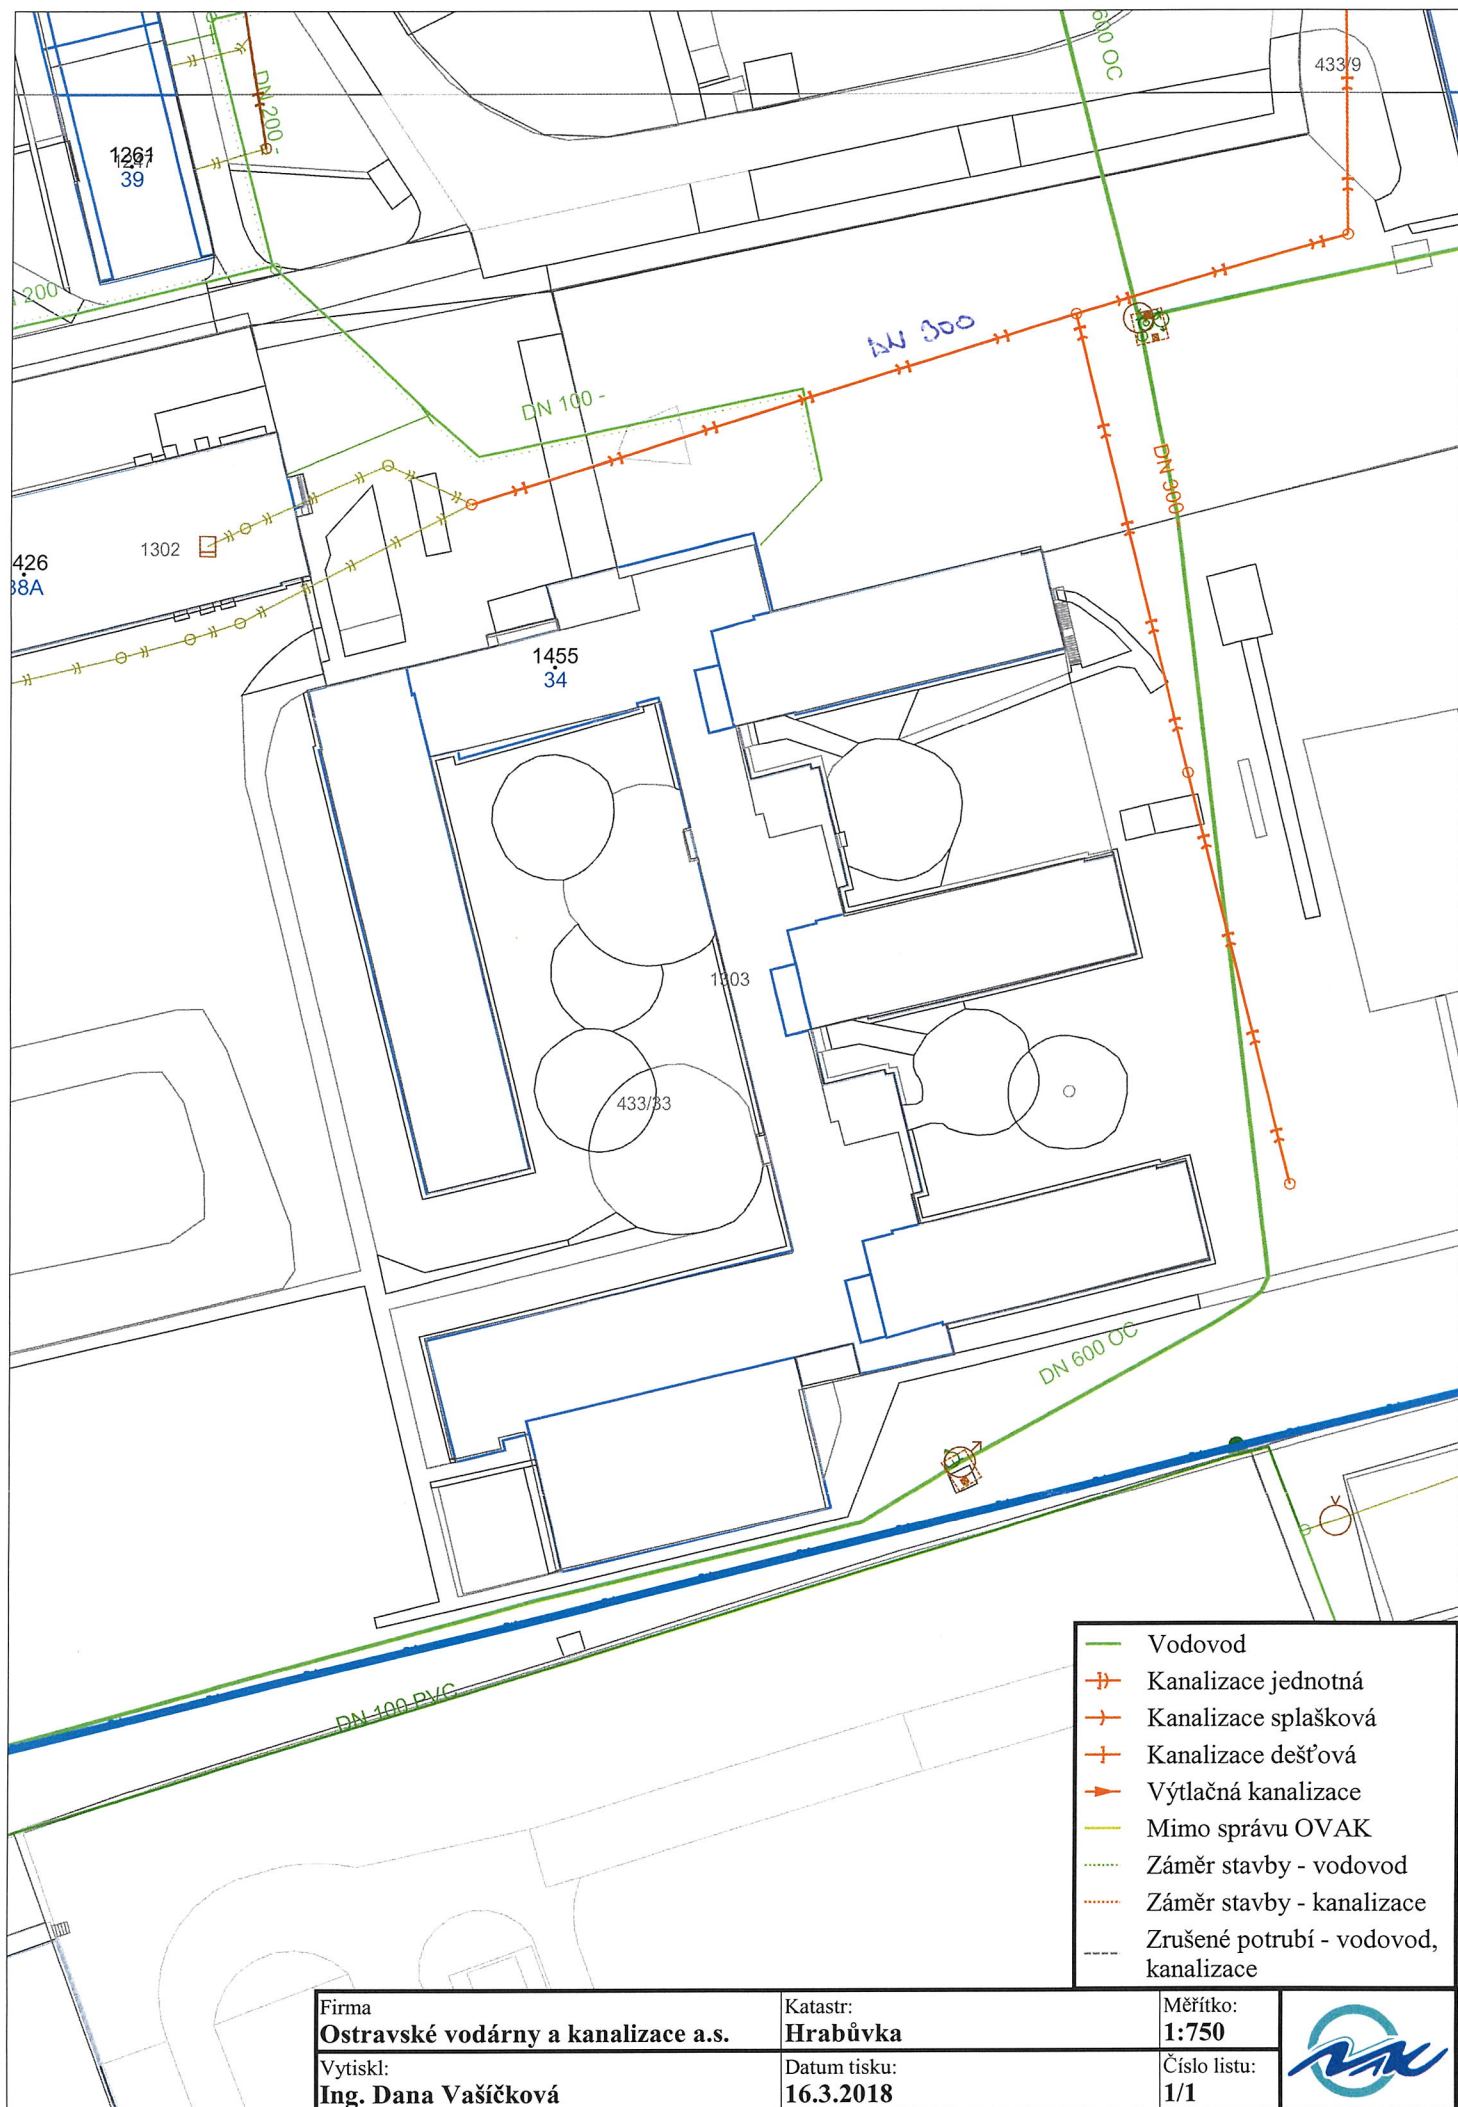 600 OC
433/9
DN 200-
1261
39
200
DN 300
DN 100 -
DN 300
1302
426
38A
1455
34
1303
433/33
DN 600 OC
DN 100 PVC
Vodovod
Kanalizace jednotná
Kanalizace splašková
Kanalizace dešťová
Výtlačná kanalizace
Mimo správu OVAK
Záměr stavby - vodovod
Záměr stavby - kanalizace
Zrušené potrubí - vodovod,
kanalizace
Firma
Ostravské vodárny a kanalizace a.s.
Katastr:
Hrabůvka
Měřítko:
1:750
Vytiskl:
Ing. Dana Vašíčková
Datum tisku:
16.3.2018
Číslo listu:
1/1